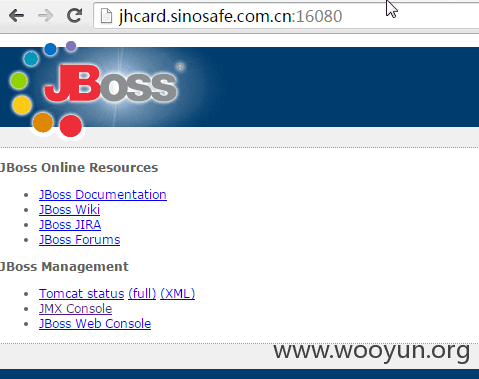 jhcard.sinosafe.com.cn:16080
JBoss®
JBoss Online Resources
JBoss Documentation
JBoss Wiki
JBoss JIRA
JBoss Forums
JBoss Management
Tomcat status (full) (XML)
JMX Console
JBoss Web Console
www.wooyun.org